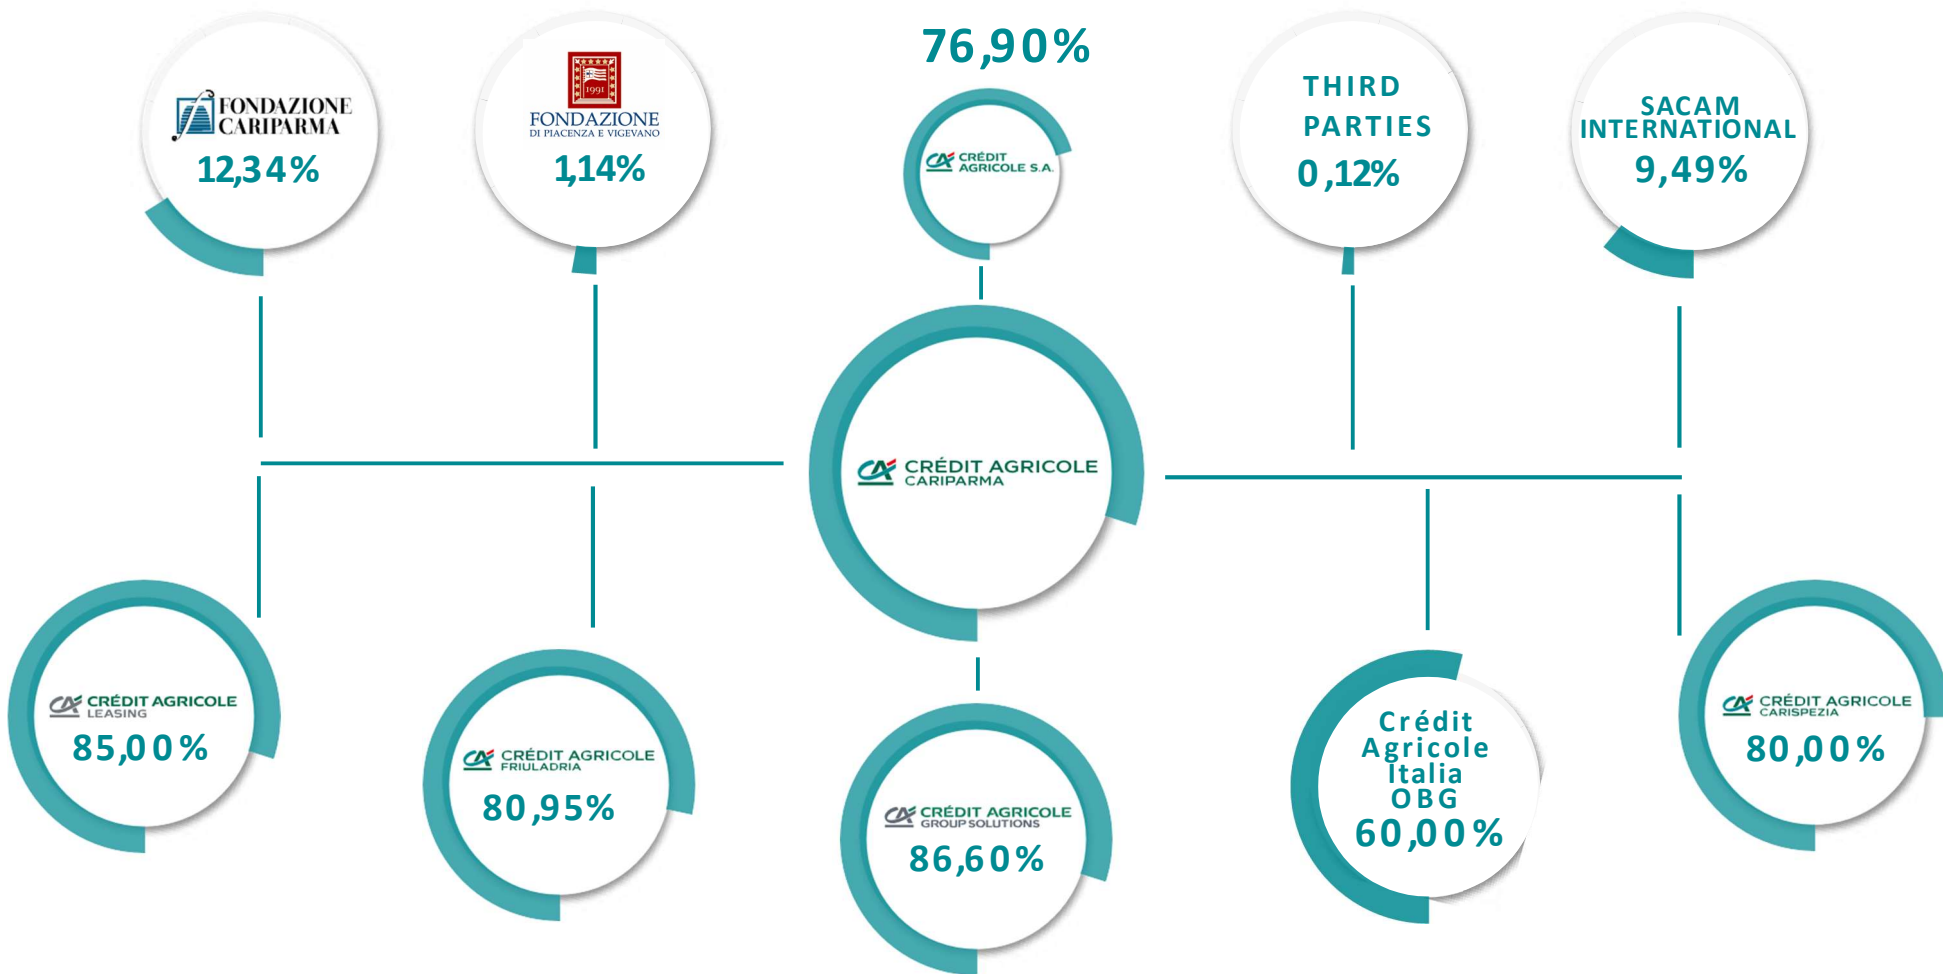 FONDAZIONE
CARIPARMA
12,34%
1991
FONDAZIONE
DI PIACENZA E VIGEVANO
1,14%
76,90%
CRÉDIT
AGRICOLE S.A.
THIRD
PARTIES
0,12%
SACAM
INTERNATIONAL
9,49%
CRÉDIT AGRICOLE
CARIPARMA
CRÉDIT AGRICOLE
LEASING
85,00%
CRÉDIT AGRICOLE
FRIULADRIA
80,95%
CRÉDIT AGRICOLE
GROUP SOLUTIONS
86,60%
Crédit
Agricole
Italia
OBG
60,00%
CRÉDIT AGRICOLE
CARISPEZIA
80,00%